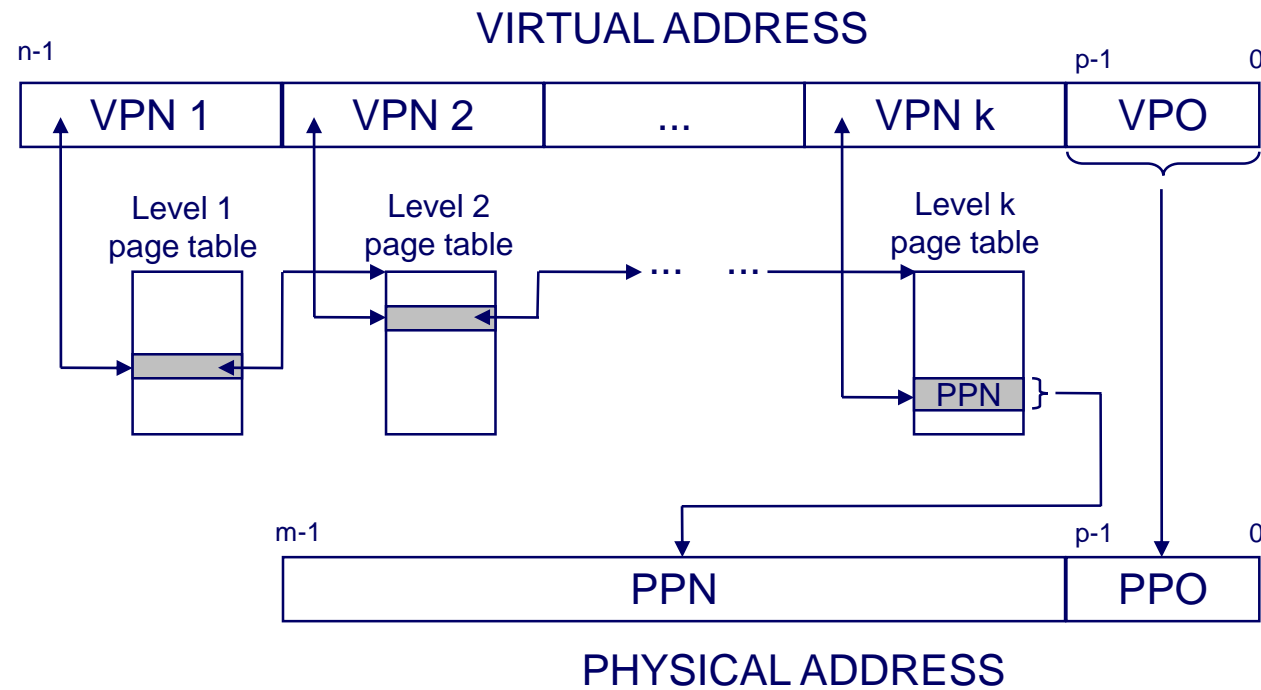 VIRTUAL ADDRESS
n-1
p-1
0
VPN 1
VPN 2
...
VPN k
VPO
Level 1
page table
Level 2
page table
Level k
page table
... ...
PPN
m-1
p-1
0
PPN
PPO
PHYSICAL ADDRESS